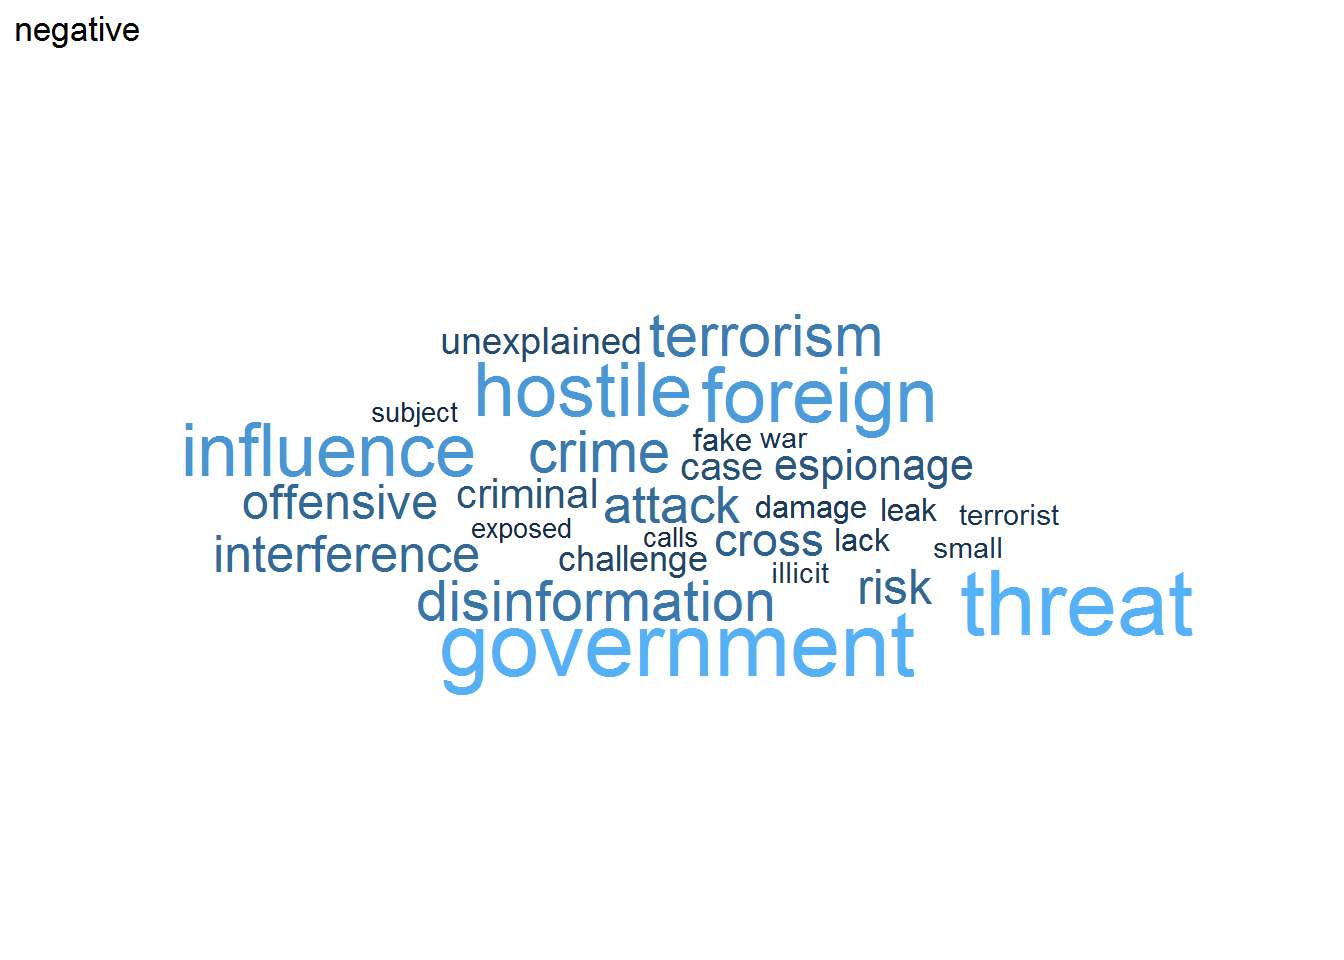 negative
unexplained terrorism
hostile foreign
subject
influence crime fake war
case espionage
offensive criminal attack damage leak terrorist
exposed calls cross lack small
interference challenge illicit risk threat
disinformation
government